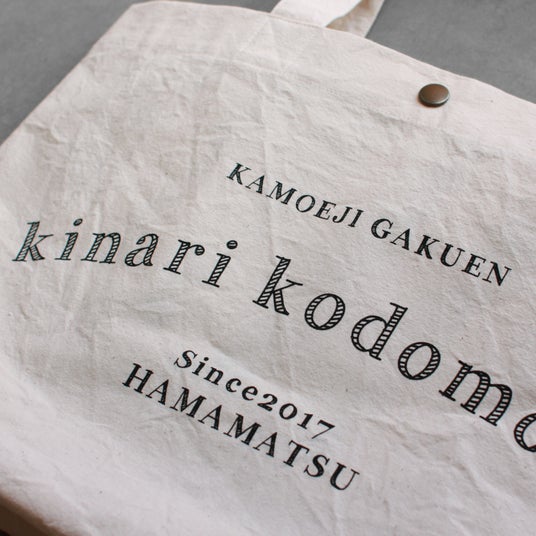 KAMOEJI GAKUEN
kinari kodomo
Since2017
HAMAMATSU